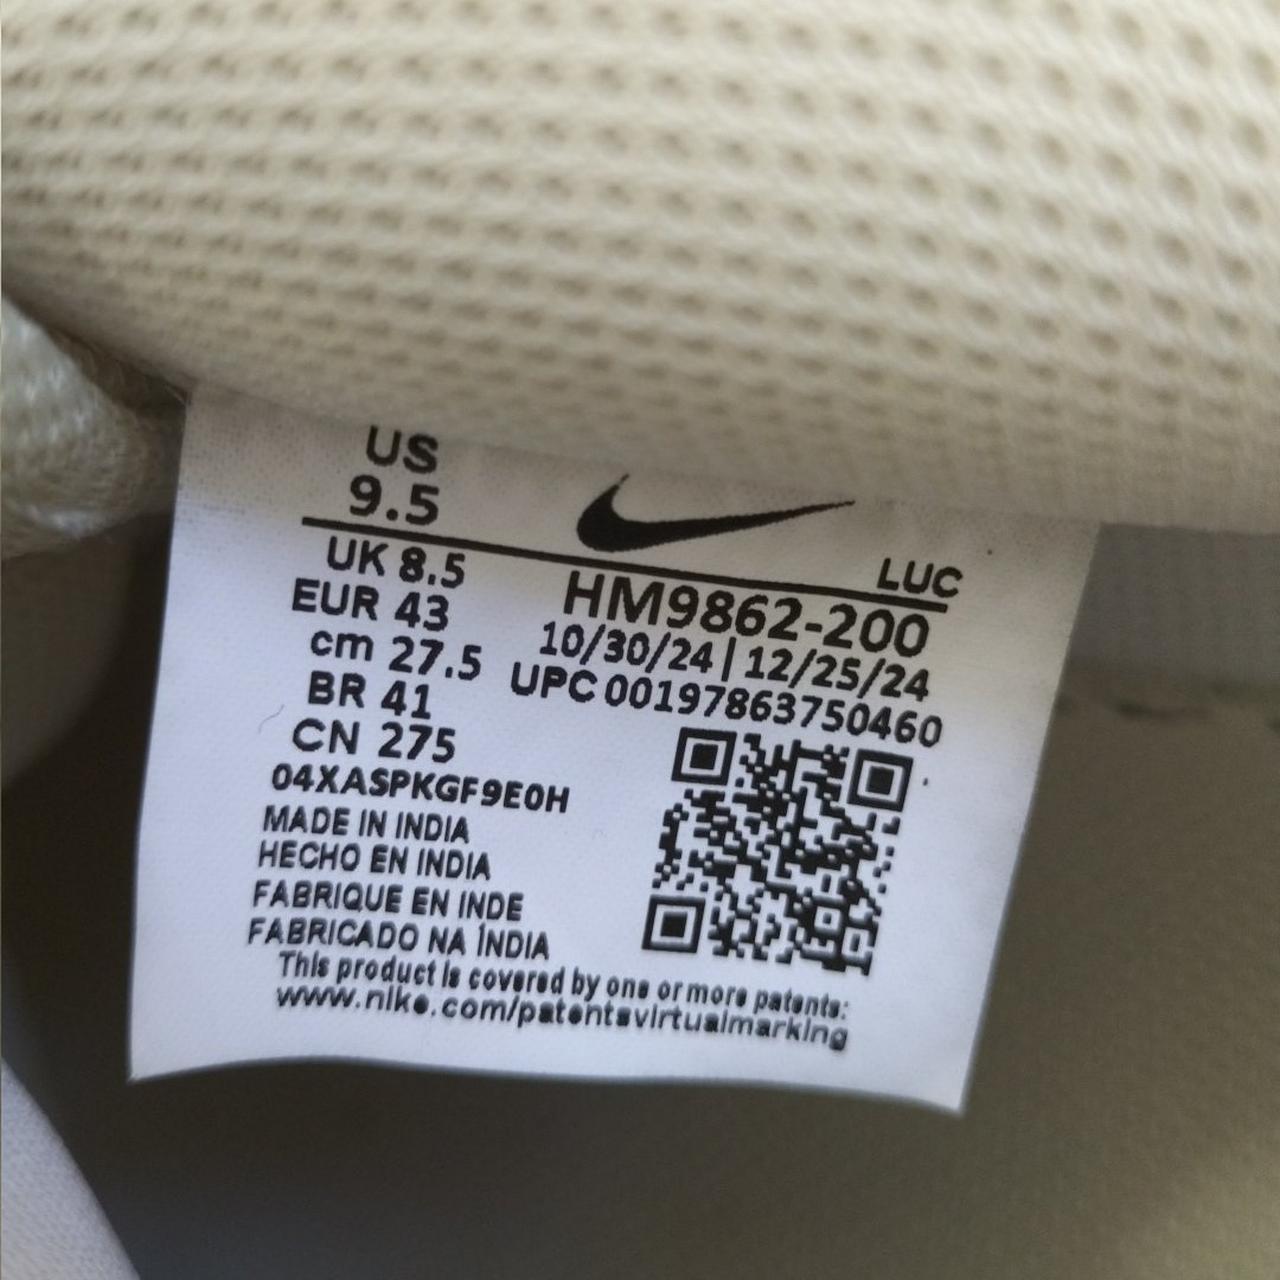 US
9.5
LUC
UK 8.5
HM9862-200
EUR 43
10/30/24 | 12/25/24
cm 27.5
UPC 00197863750460
BR 41
CN 275
04XASPKGF9E0H
MADE IN INDIA
HECHO EN INDIA
FABRIQUE EN INDE
FABRICADO NA ÍNDIA
This product is covered by one or more patents:
www.nike.com/patentsvirtualmarking